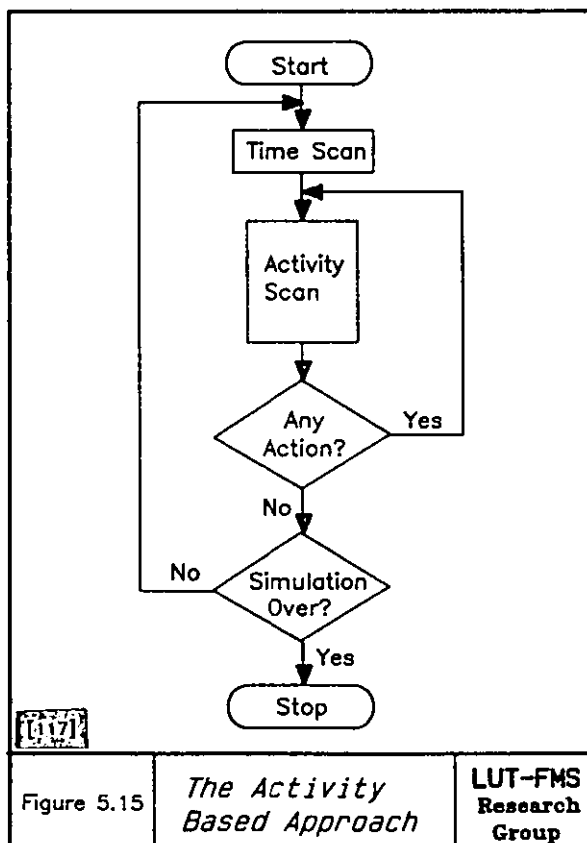 Start
Time Scan
Activity
Scan
Any
Action?
Yes
No
No
Simulation
Over?
Yes
Stop
[117]
Figure 5.15
The Activity
Based Approach
LUT-FMS
Research
Group